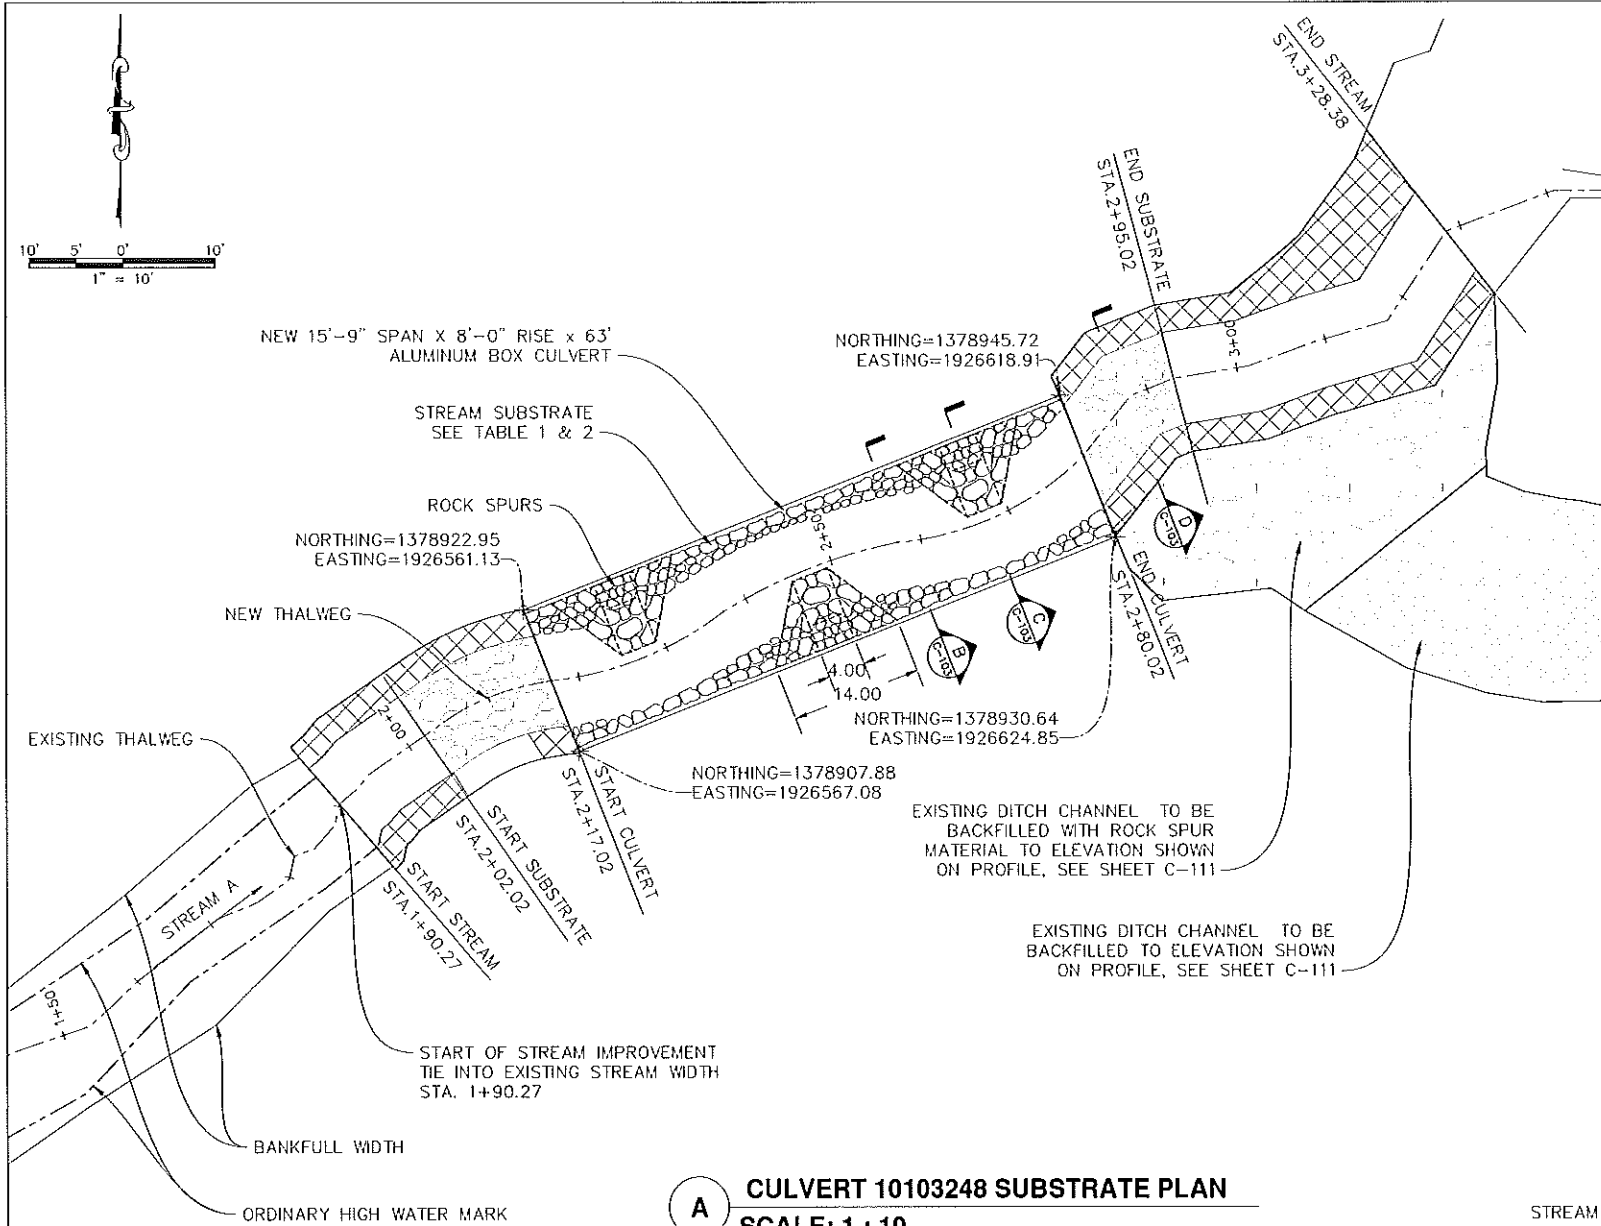 END STREAM
STA.3+28.38
END SUBSTRATE
STA.2+95.02
10' 5' 0' 10'
1" = 10'
NEW 15'-9" SPAN X 8'-0" RISE x 63'
ALUMINUM BOX CULVERT
NORTHING=1378945.72
EASTING=1926618.91
3+00
STREAM SUBSTRATE
SEE TABLE 1 & 2
ROCK SPURS
2+50
NORTHING=1378922.95
EASTING=1926561.13
D
C-103
END CULVERT
STA.2+80.02
NEW THALWEG
C
C-103
B
C-103
4.00
14.00
2+00
NORTHING=1378930.64
EASTING=1926624.85
EXISTING THALWEG
NORTHING=1378907.88
EASTING=1926567.08
START CULVERT
STA.2+17.02
START SUBSTRATE
STA.2+02.02
START STREAM
STA.1+90.27
EXISTING DITCH CHANNEL TO BE
BACKFILLED WITH ROCK SPUR
MATERIAL TO ELEVATION SHOWN
ON PROFILE, SEE SHEET C-111
STREAM A
EXISTING DITCH CHANNEL TO BE
BACKFILLED TO ELEVATION SHOWN
ON PROFILE, SEE SHEET C-111
1+50
START OF STREAM IMPROVEMENT
TIE INTO EXISTING STREAM WIDTH
STA. 1+90.27
BANKFULL WIDTH
ORDINARY HIGH WATER MARK
A
CULVERT 10103248 SUBSTRATE PLAN
SCALE: 1 : 10
STREAM